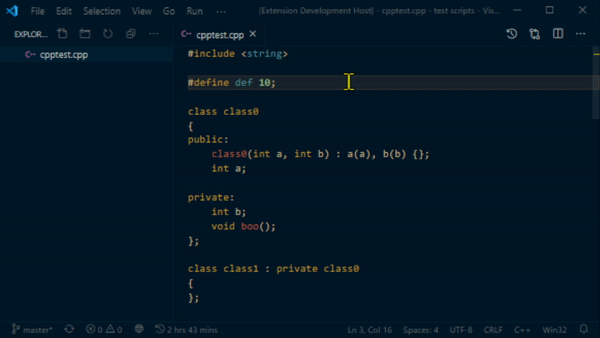 File Edit Selection View Go Run ··· [Extension Development Host] - cpptest.cpp - test scripts - Vis...
EXPLOR...
cpptest.cpp
cpptest.cpp
#include <string>
#define def 10;
class class0
{
public:
class0(int a, int b) : a(a), b(b) {};
int a;
private:
int b;
void boo();
};
class class1 : private class0
{
};
master* 0 0 2 hrs 43 mins Ln 3, Col 16 Spaces: 4 UTF-8 CRLF C++ Win32